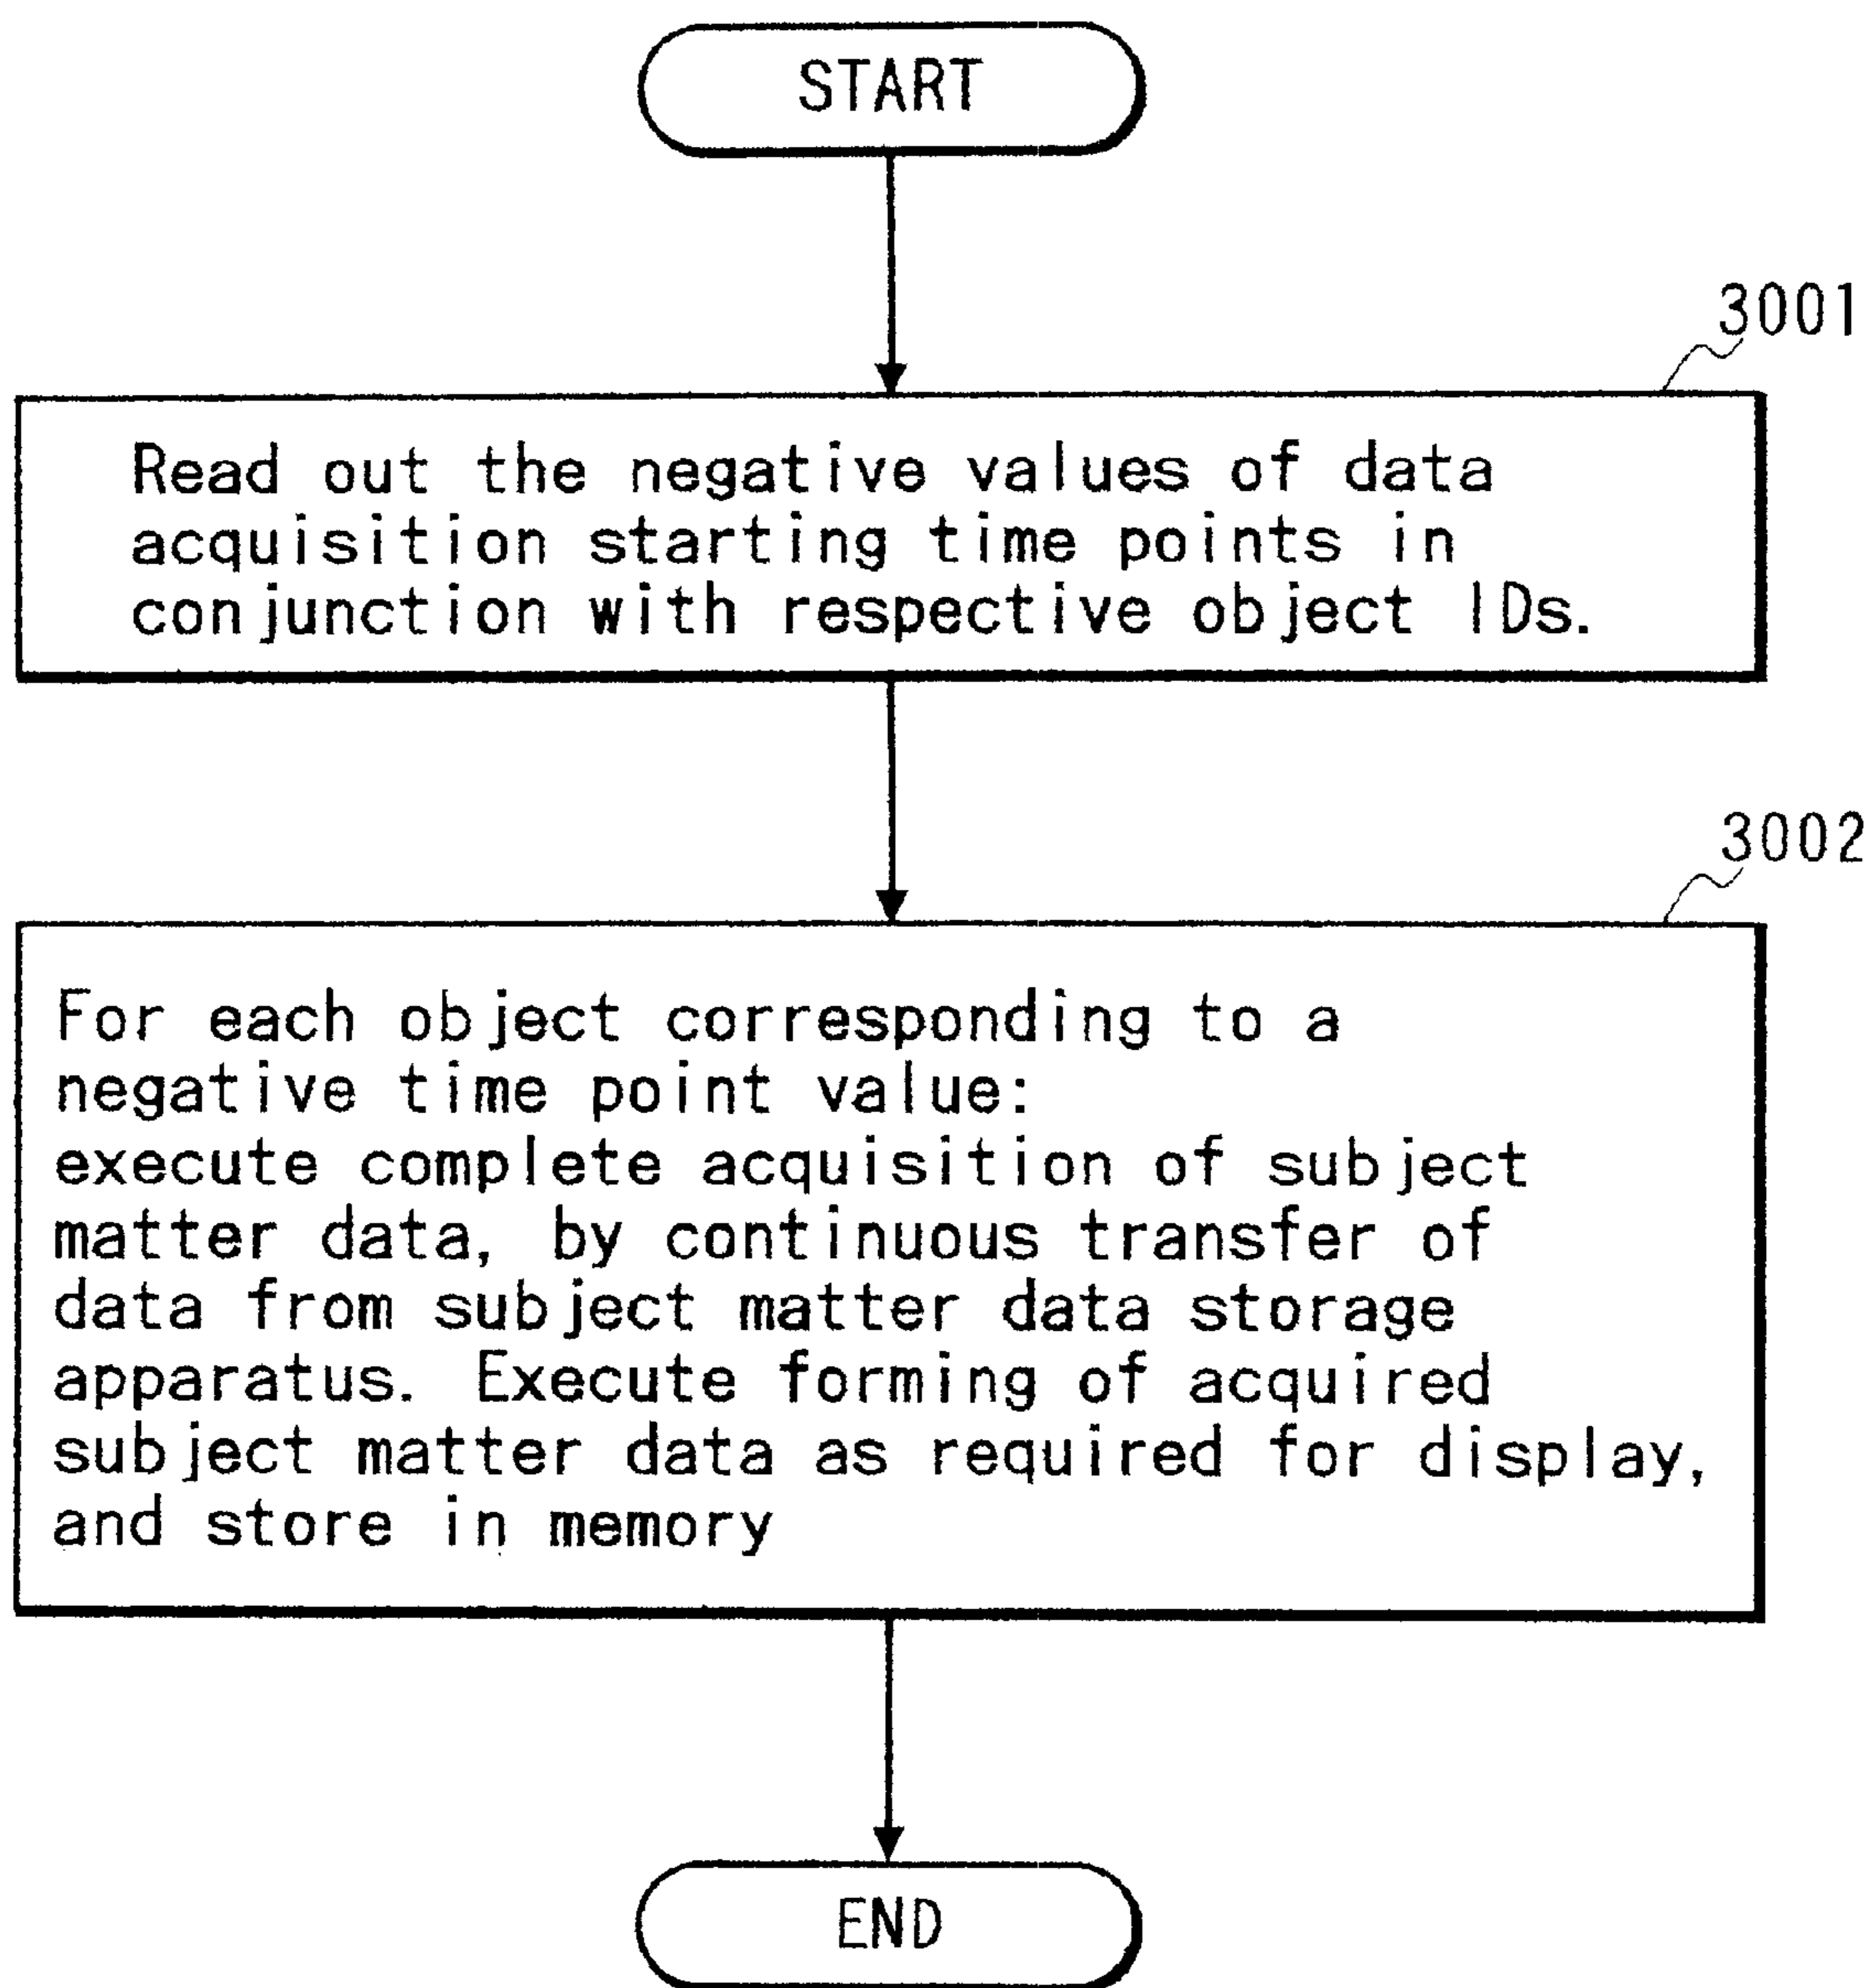 START
3001
Read out the negative values of data
acquisition starting time points in
conjunction with respective object IDs.
3002
For each object corresponding to a
negative time point value:
execute complete acquisition of subject
matter data, by continuous transfer of
data from subject matter data storage
apparatus. Execute forming of acquired
subject matter data as required for display,
and store in memory
END